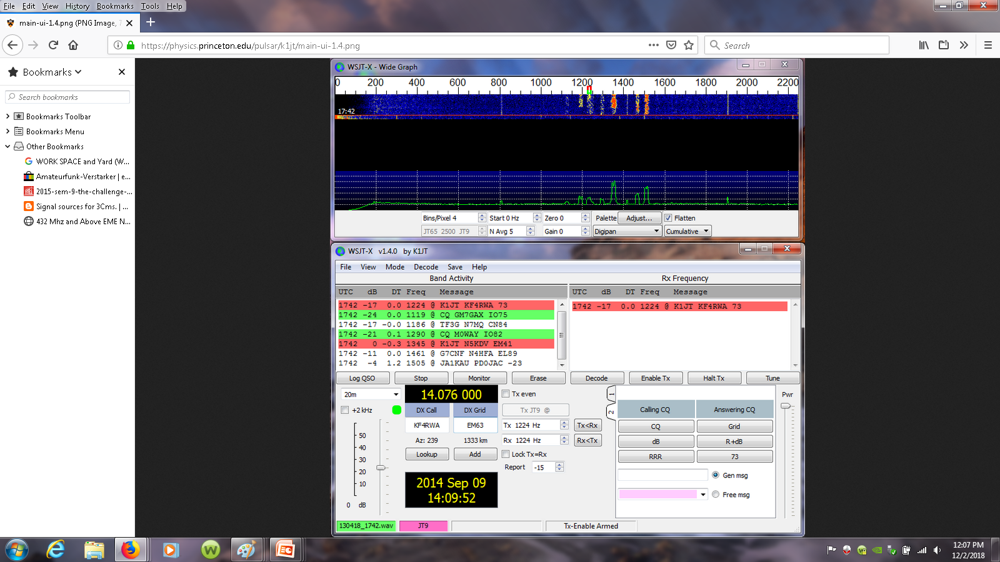 File Edit View History Bookmarks Tools Help
main-ui-1.4.png (PNG Image, 7
https://physics.princeton.edu/pulsar/k1jt/main-ui-1.4.png
Search
Bookmarks
Search bookmarks
Bookmarks Toolbar
Bookmarks Menu
Other Bookmarks
WORK SPACE and Yard (W...
Amateurfunk-Verstarker | e...
2015-sem-9-the-challenge-...
Signal sources for 3Cms. | ...
432 Mhz and Above EME N...
WSJT-X - Wide Graph
0 200 400 600 800 1000 1200 1400 1600 1800 2000 2200
17:42
Bins/Pixel 4 Start 0 Hz Zero 0 Palette Adjust... Flatten
JT65 2500 JT9 N Avg 5 Gain 0 Digipan Cumulative
WSJT-X v1.4.0 by K1JT
File View Mode Decode Save Help
Band Activity Rx Frequency
UTC dB DT Freq Message UTC dB DT Freq Message
1742 -17 0.0 1224 @ K1JT KF4RWA 73
1742 -24 0.0 1119 @ CQ GM7GAX IO75
1742 -17 -0.0 1186 @ TF3G N7MQ CN84
1742 -21 0.1 1290 @ CQ M0WAY IO82
1742 0 -0.3 1345 @ K1JT N5KDV EM41
1742 -11 0.0 1461 @ G7CNF N4HFA EL89
1742 -4 1.2 1505 @ JA1KAU PD0JAC -23
1742 -17 0.0 1224 @ K1JT KF4RWA 73
Log QSO Stop Monitor Erase Decode Enable Tx Halt Tx Tune
20m 14.076 000 Tx even 1 Pwr
+2 kHz DX Call DX Grid Tx JT9 @ 2 Calling CQ Answering CQ
KF4RWA EM63 Tx 1224 Hz Tx<Rx CQ Grid
50
Az: 239 1333 km Rx 1224 Hz Rx<Tx dB R+dB
40
Lookup Add Lock Tx=Rx RRR 73
30
Report -15
20
Gen msg
10
2014 Sep 09
14:09:52
Free msg
0 dB
130418_1742.wav JT9 Tx-Enable Armed
12:07 PM
12/2/2018